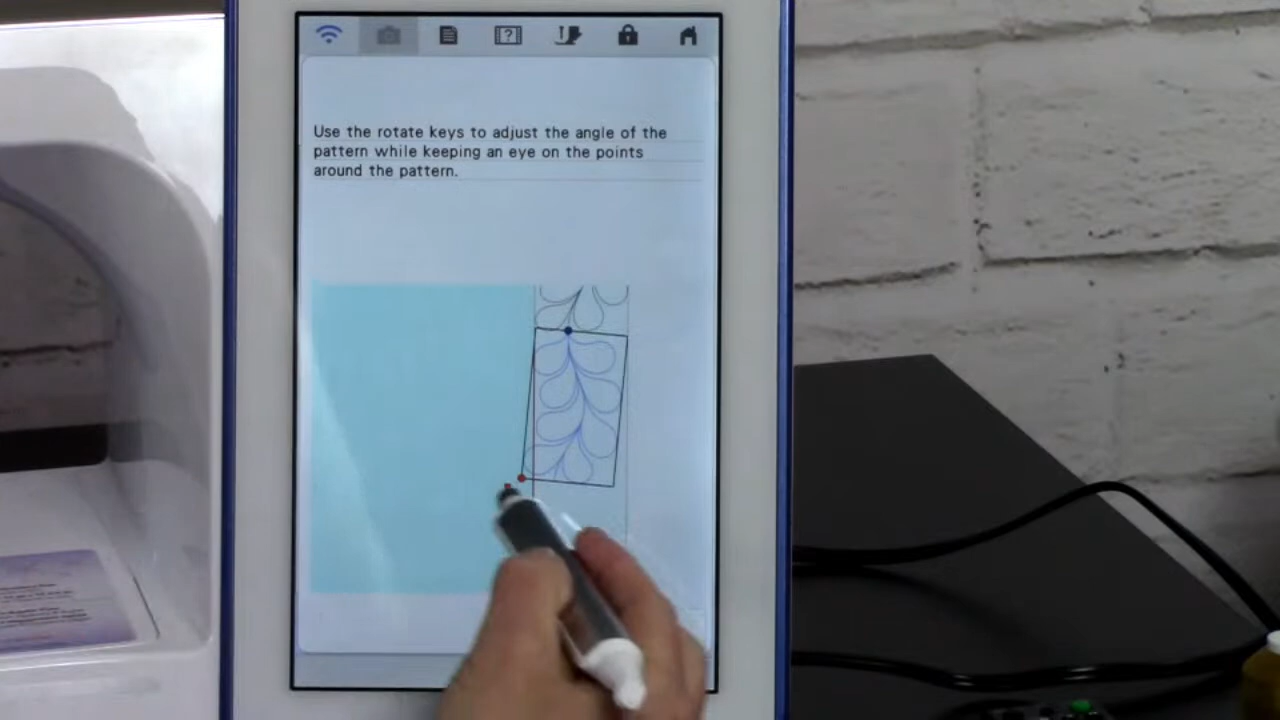 Use the rotate keys to adjust the angle of the
pattern while keeping an eye on the points
around the pattern.